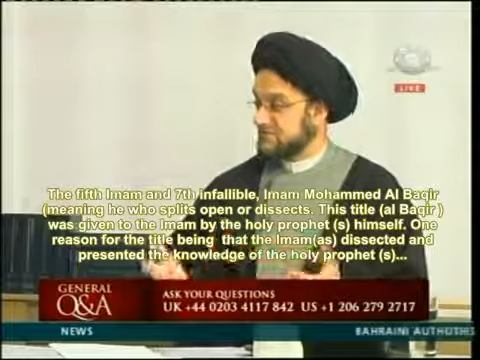 LIVE
The fifth Imam and 7th infallible, Imam Mohammed Al Baqir
(meaning he who splits open or dissects. This title (al Baqir )
was given to the Imam by the holy prophet (s) himself. One
reason for the title being that the Imam(as) dissected and
presented the knowledge of the holy prophet (s)...
GENERAL
Q&A
ASK YOUR QUESTIONS
UK +44 0203 4117 842 US +1 206 279 2717
NEWS
BAHRAINI AUTHOTIES